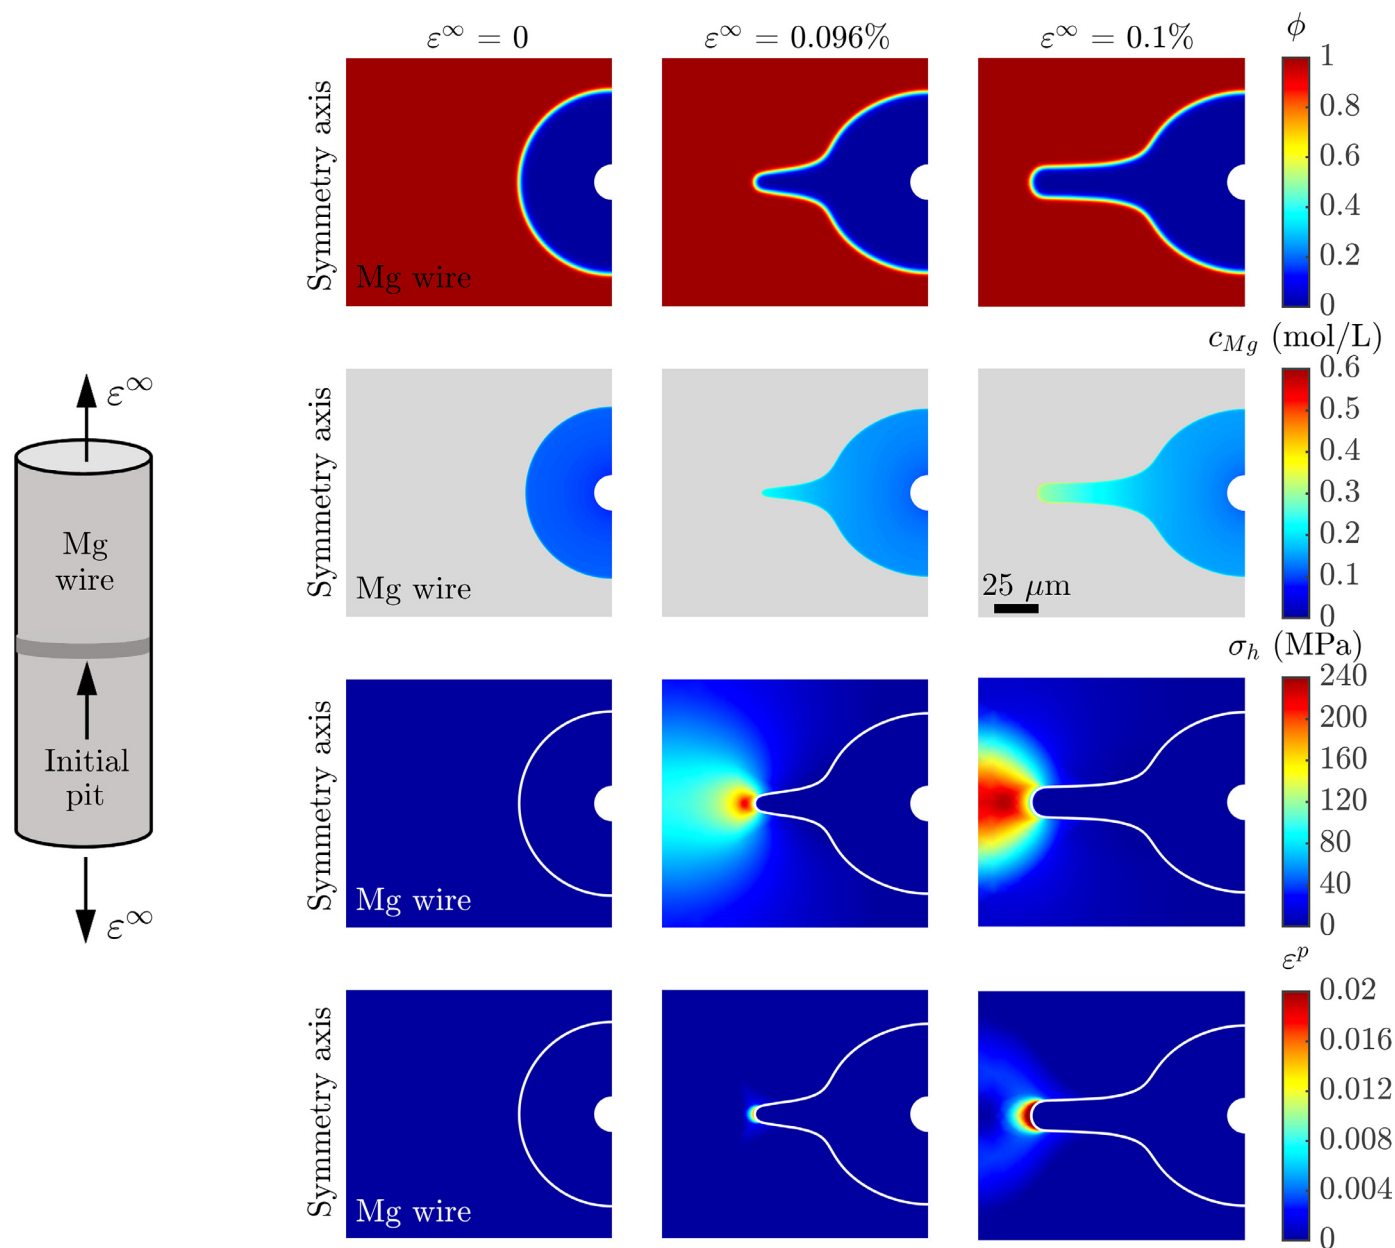 ε^∞ = 0
ε^∞ = 0.096%
ε^∞ = 0.1%
ϕ
Symmetry axis
Mg wire
1
0.8
0.6
0.4
0.2
0
c_Mg (mol/L)
Symmetry axis
Mg wire
25 μm
0.6
0.5
0.4
0.3
0.2
0.1
0
σ_h (MPa)
Symmetry axis
Mg wire
240
200
160
120
80
40
0
ε^p
Symmetry axis
Mg wire
0.02
0.016
0.012
0.008
0.004
0
ε^∞
Mg
wire
Initial
pit
ε^∞